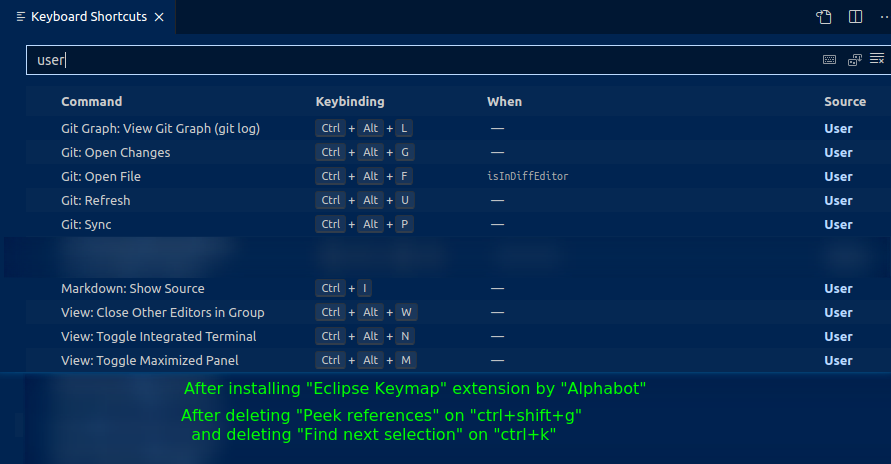 Keyboard Shortcuts
user
Command Keybinding When Source
Git Graph: View Git Graph (git log) Ctrl + Alt + L — User
Git: Open Changes Ctrl + Alt + G — User
Git: Open File Ctrl + Alt + F isInDiffEditor User
Git: Refresh Ctrl + Alt + U — User
Git: Sync Ctrl + Alt + P — User
Markdown: Show Source Ctrl + I — User
View: Close Other Editors in Group Ctrl + Alt + W — User
View: Toggle Integrated Terminal Ctrl + Alt + N — User
View: Toggle Maximized Panel Ctrl + Alt + M — User
After installing "Eclipse Keymap" extension by "Alphabot"
After deleting "Peek references" on "ctrl+shift+g"
and deleting "Find next selection" on "ctrl+k"